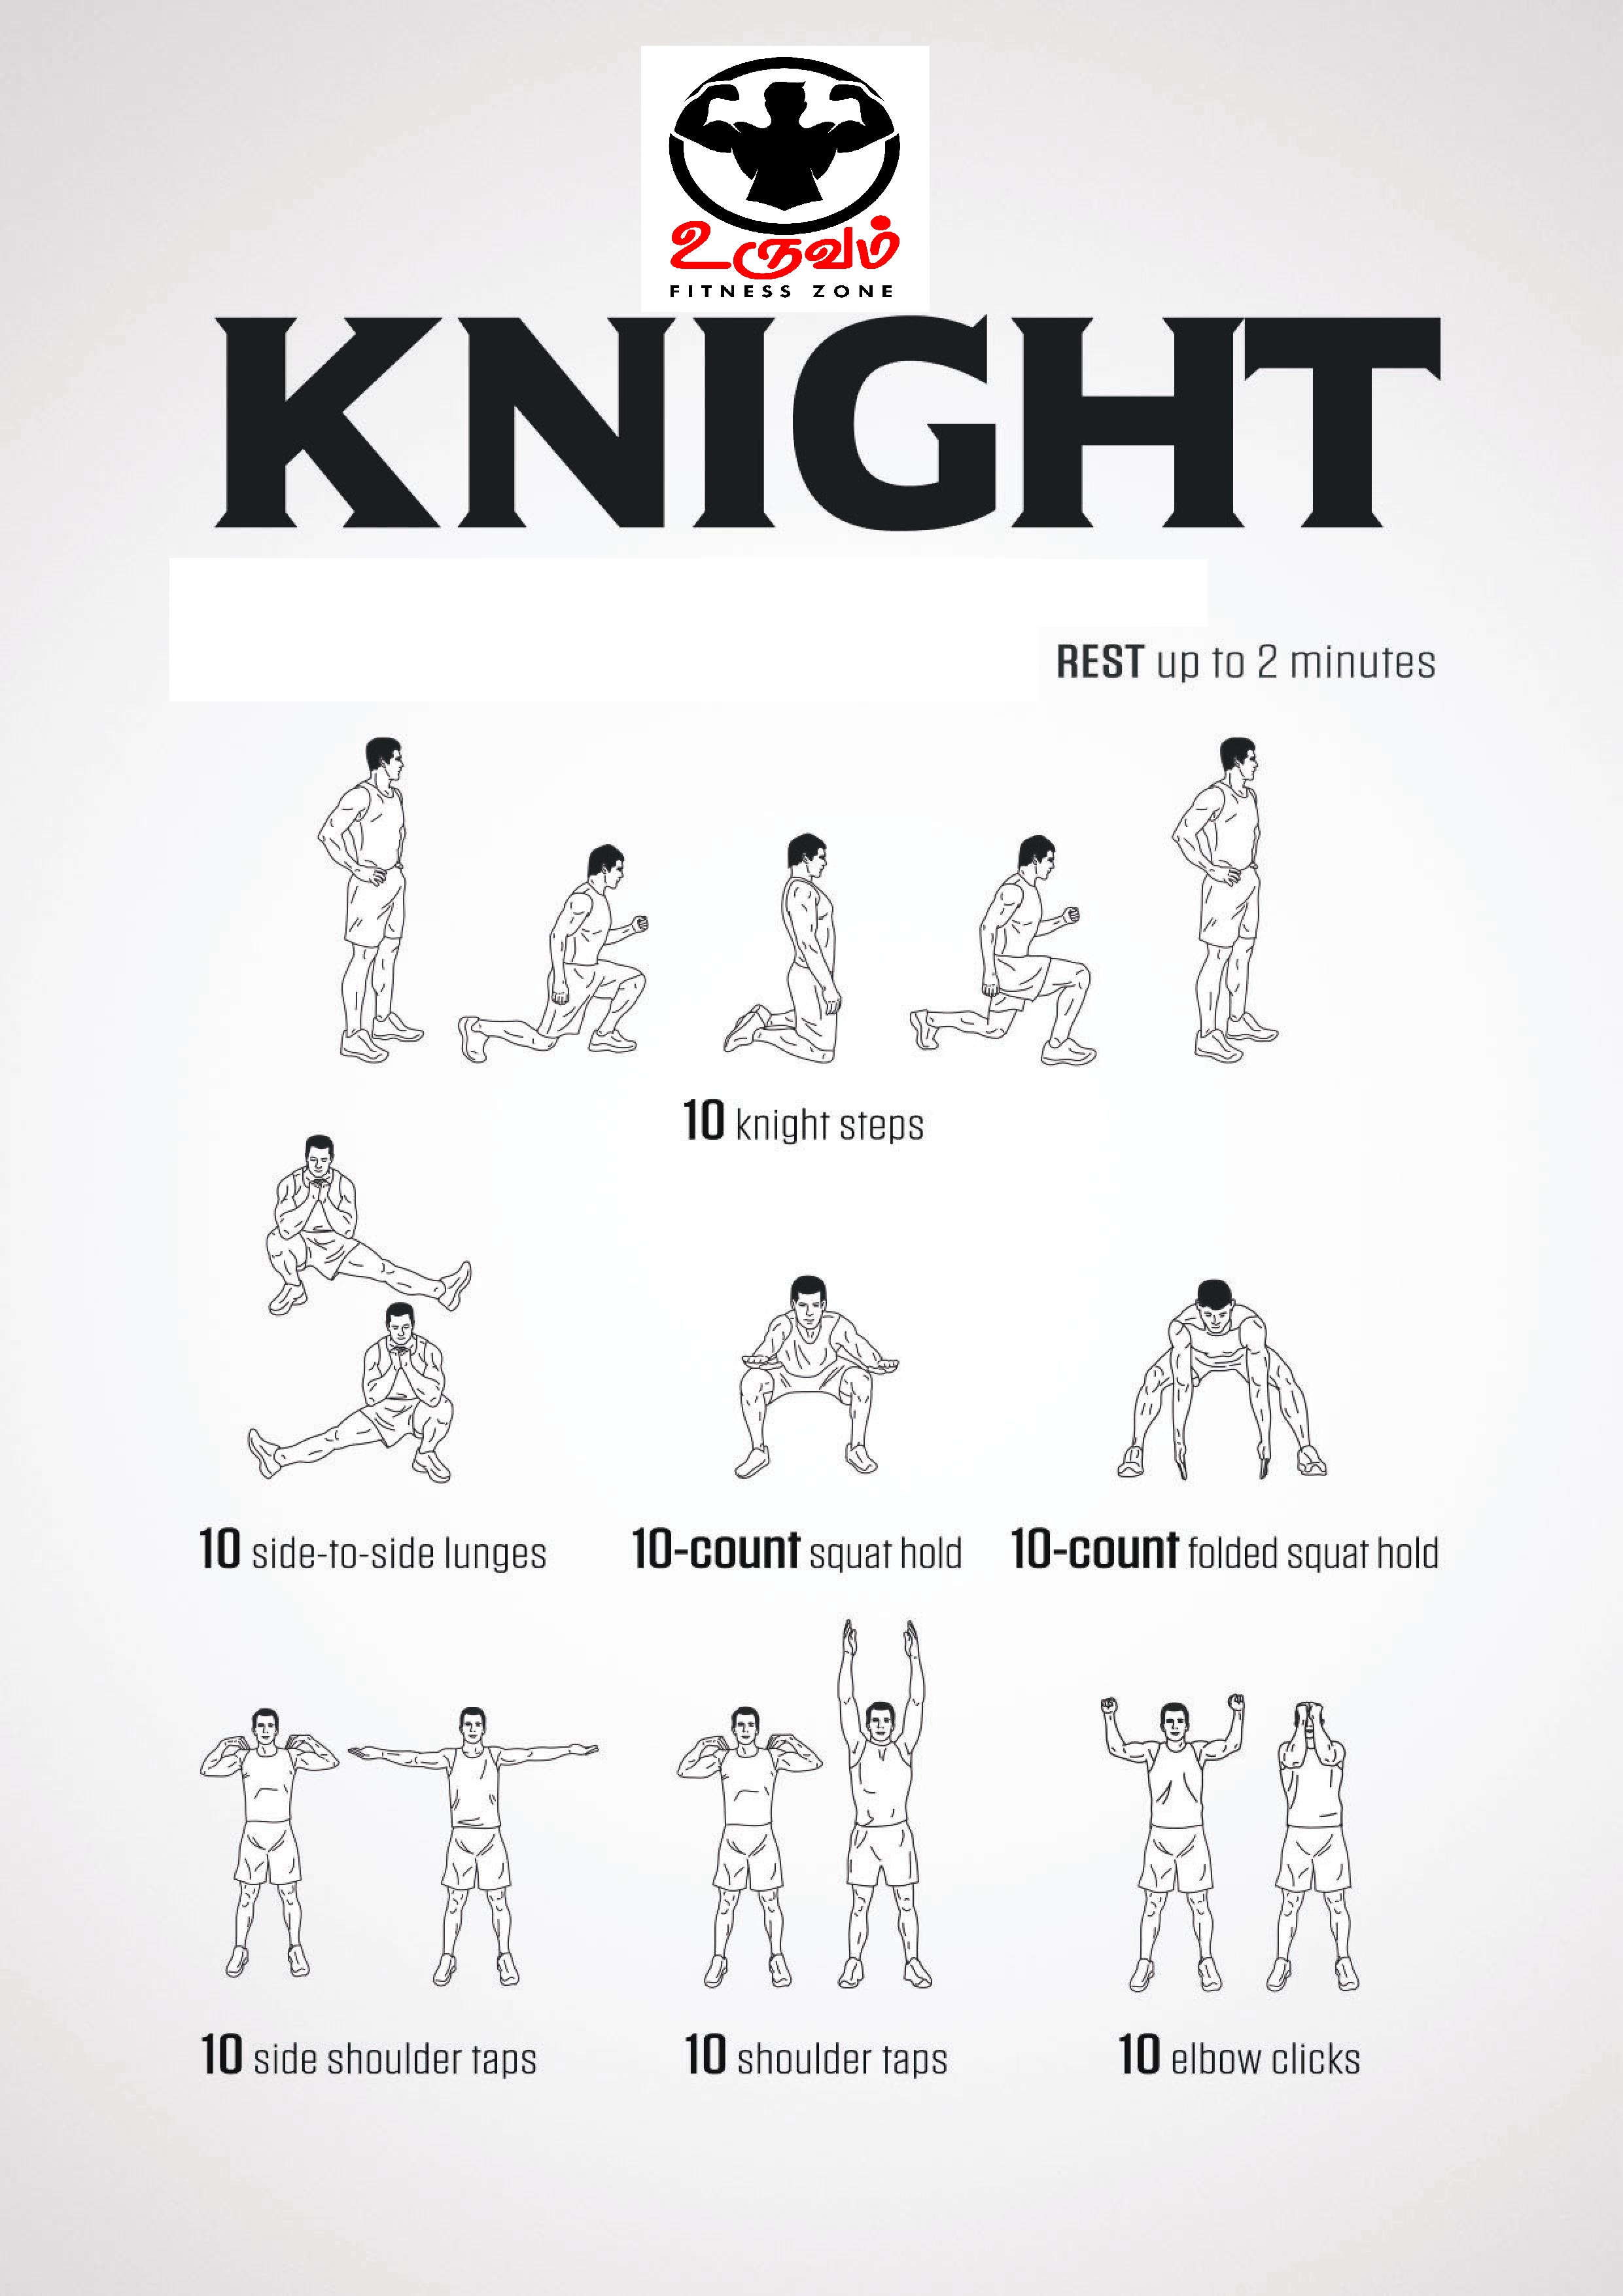 உருவம்
FITNESS ZONE
KNIGHT
REST up to 2 minutes
10 knight steps
10 side-to-side lunges
10-count squat hold
10-count folded squat hold
10 side shoulder taps
10 shoulder taps
10 elbow clicks